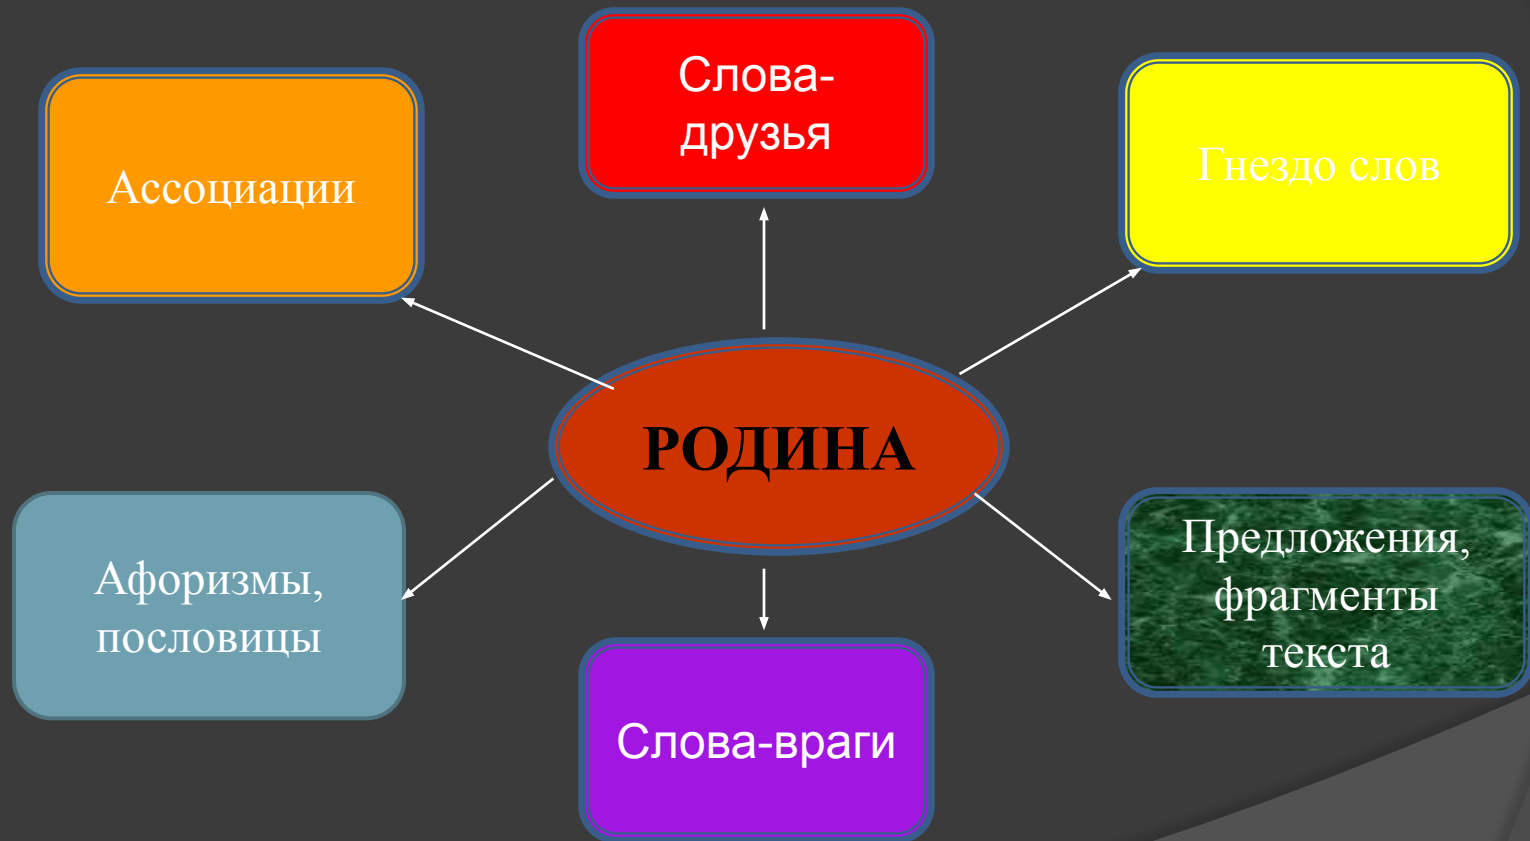 Слова-
друзья
Ассоциации
Гнездо слов
РОДИНА
Афоризмы,
пословицы
Предложения,
фрагменты
текста
Слова-враги